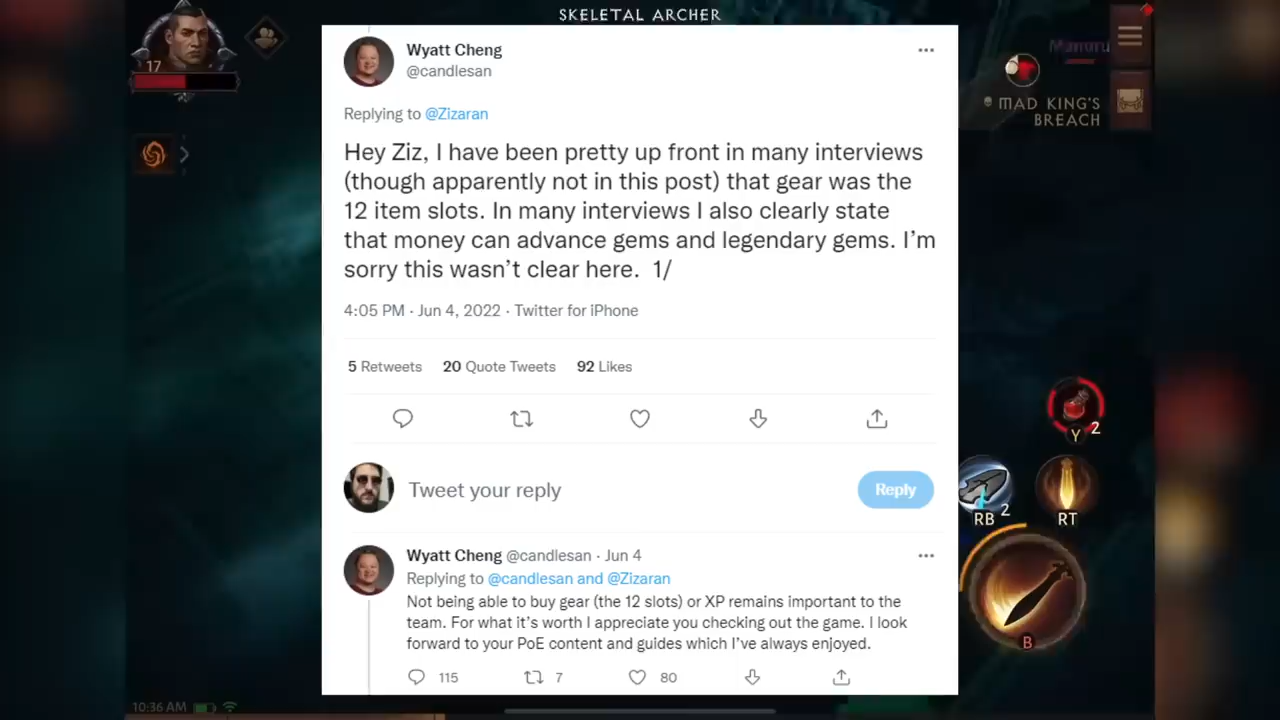 SKELETAL ARCHER
17
MAD KING'S
BREACH
Wyatt Cheng
@candlesan
Replying to @Zizaran
Hey Ziz, I have been pretty up front in many interviews
(though apparently not in this post) that gear was the
12 item slots. In many interviews I also clearly state
that money can advance gems and legendary gems. I'm
sorry this wasn't clear here.  1/
4:05 PM · Jun 4, 2022 · Twitter for iPhone
5 Retweets 20 Quote Tweets 92 Likes
Tweet your reply
Reply
Wyatt Cheng @candlesan · Jun 4
Replying to @candlesan and @Zizaran
Not being able to buy gear (the 12 slots) or XP remains important to the
team. For what it's worth I appreciate you checking out the game. I look
forward to your PoE content and guides which I've always enjoyed.
115 7 80
Y 2
RB 2
RT
B
10:36 AM